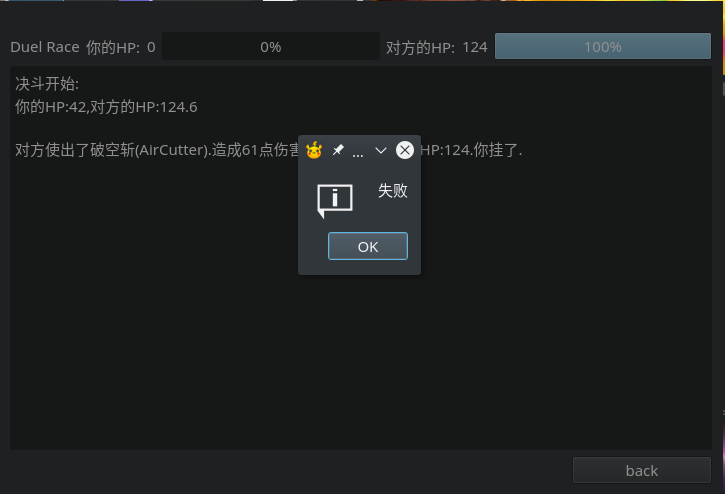 Duel Race 你的HP: 0 0% 对方的HP: 124 100%
决斗开始:
你的HP:42,对方的HP:124.6
对方使出了破空斩(AirCutter).造成61点伤害 HP:124.你挂了.
...
失败
OK
back